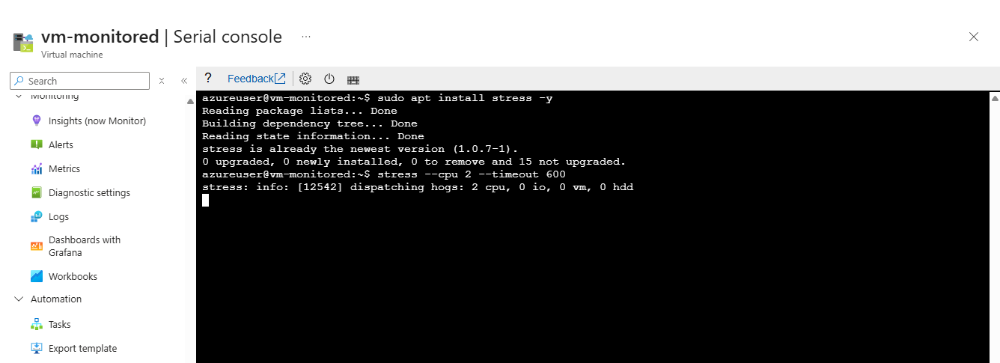 vm-monitored | Serial console ...
Virtual machine
Search
Monitoring
Insights (now Monitor)
Alerts
Metrics
Diagnostic settings
Logs
Dashboards with
Grafana
Workbooks
Automation
Tasks
Export template
? Feedback
azureuser@vm-monitored:~$ sudo apt install stress -y
Reading package lists... Done
Building dependency tree... Done
Reading state information... Done
stress is already the newest version (1.0.7-1).
0 upgraded, 0 newly installed, 0 to remove and 15 not upgraded.
azureuser@vm-monitored:~$ stress --cpu 2 --timeout 600
stress: info: [12542] dispatching hogs: 2 cpu, 0 io, 0 vm, 0 hdd